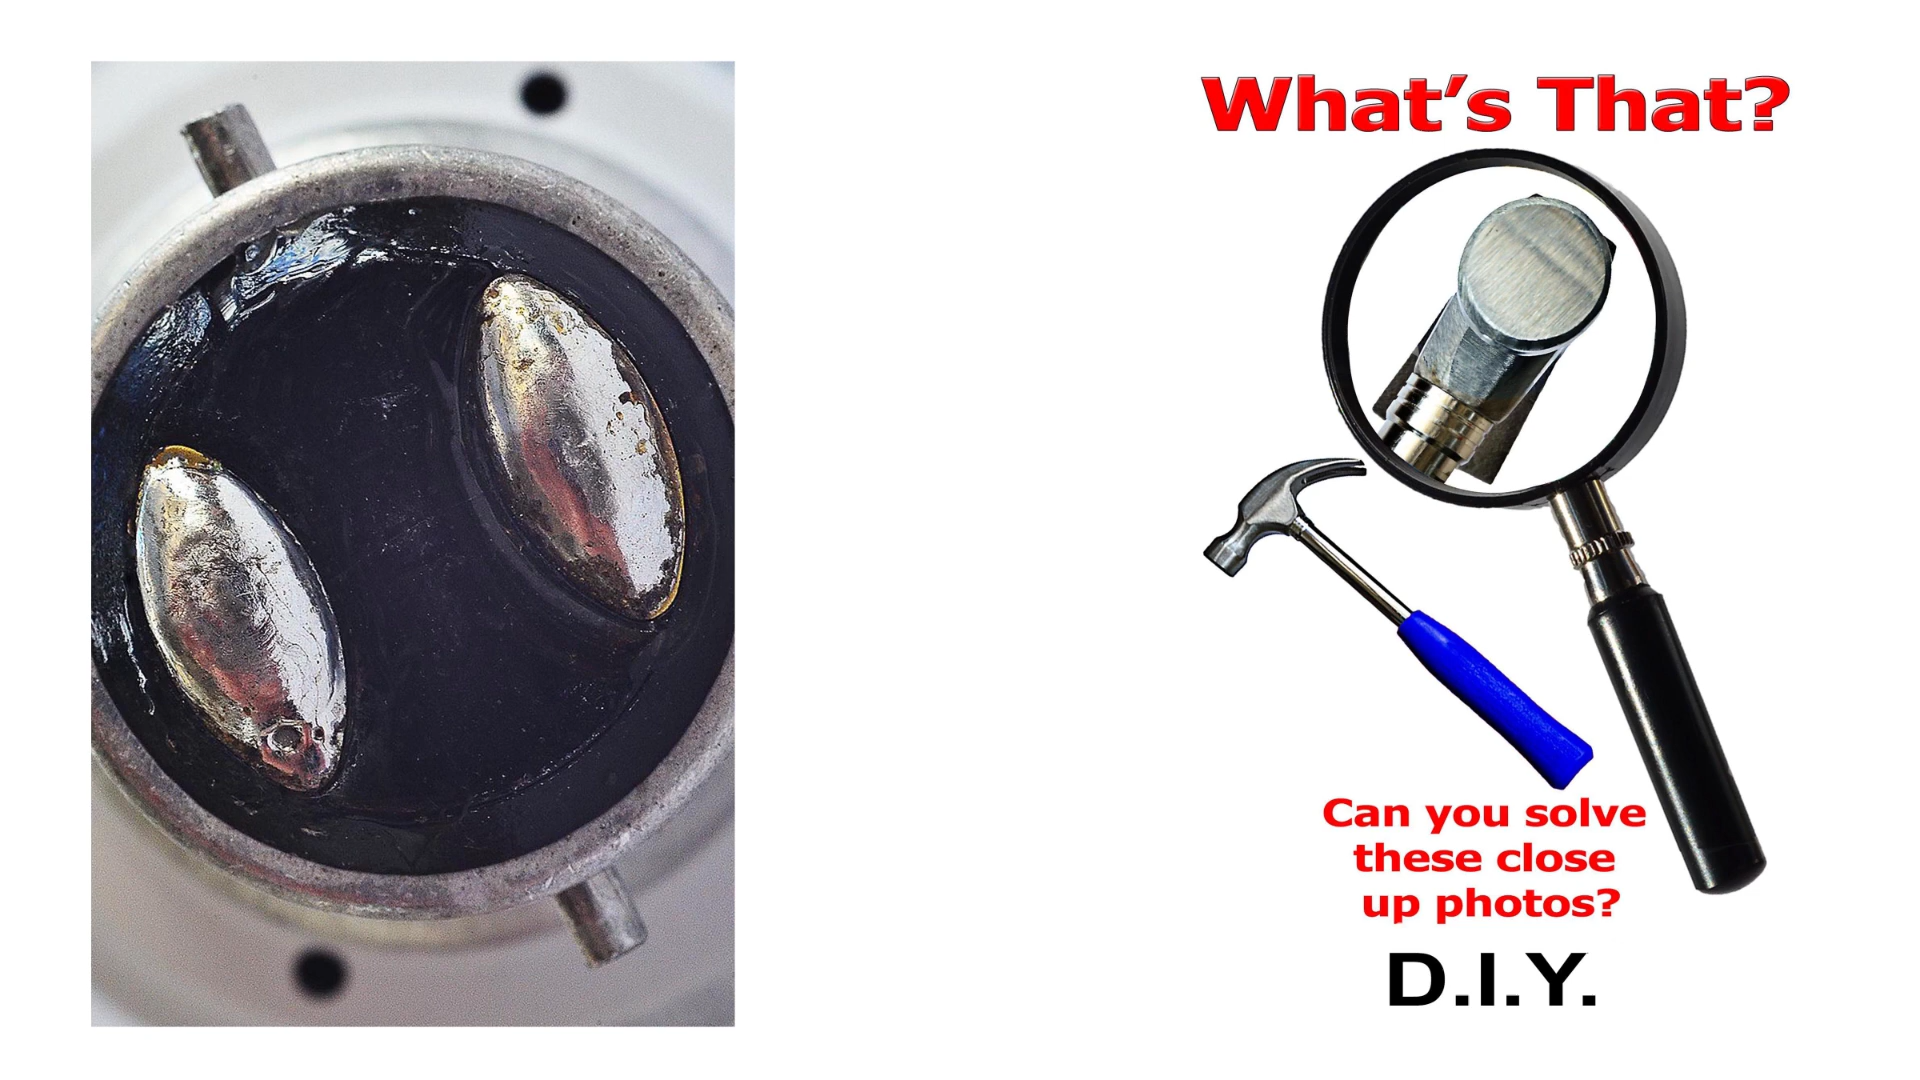 What's That?
Can you solve
these close
up photos?
D.I.Y.